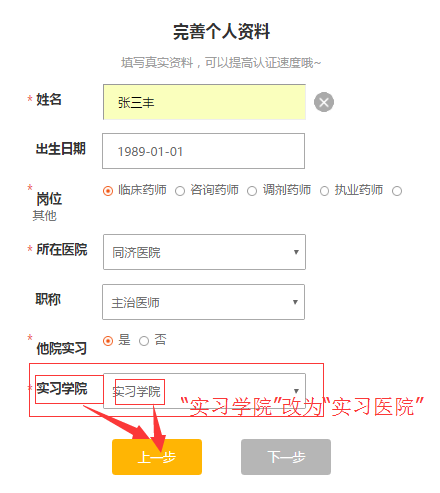 完善个人资料
填写真实资料，可以提高认证速度哦~
* 姓名 张三丰
出生日期 1989-01-01
* 岗位 临床药师 咨询药师 调剂药师 执业药师
其他
* 所在医院 同济医院
职称 主治医师
* 他院实习 是 否
* 实习学院 实习学院
“实习学院”改为“实习医院”
上一步 下一步